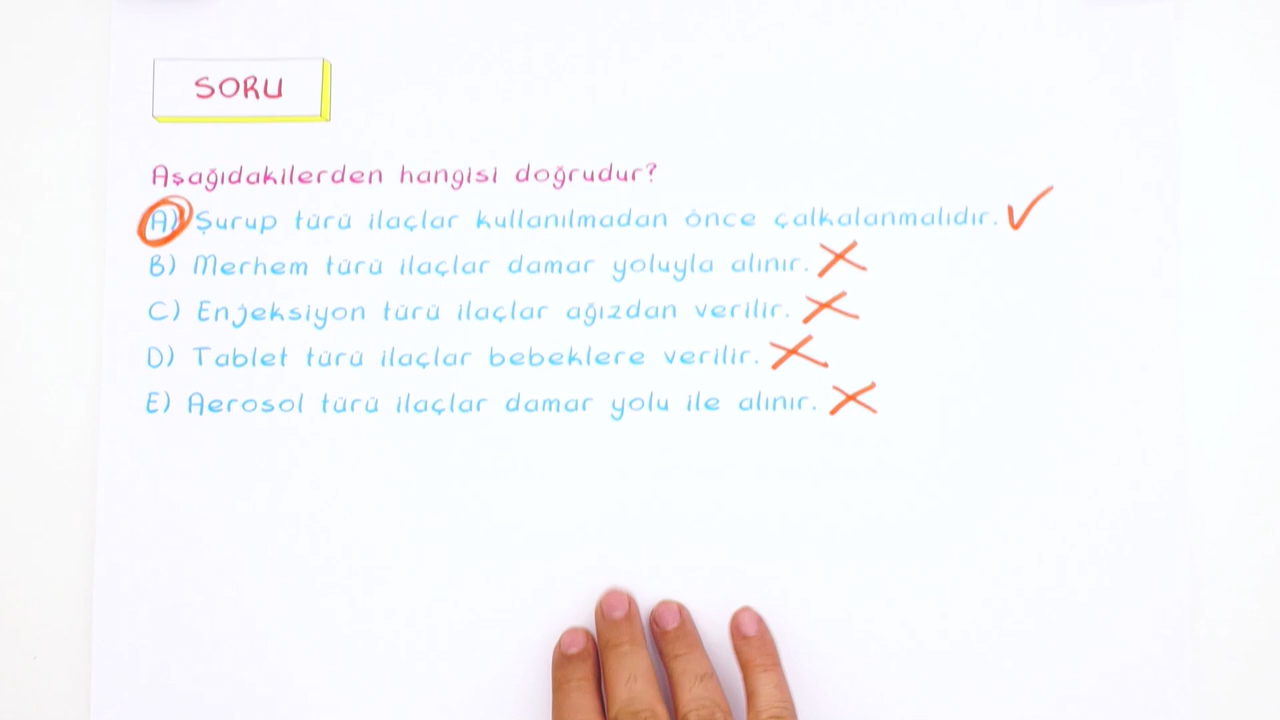 SORU
Aşağıdakilerden hangisi doğrudur?
A) Şurup türü ilaçlar kullanılmadan önce çalkalanmalıdır.
B) Merhem türü ilaçlar damar yoluyla alınır.
C) Enjeksiyon türü ilaçlar ağızdan verilir.
D) Tablet türü ilaçlar bebeklere verilir.
E) Aerosol türü ilaçlar damar yolu ile alınır.